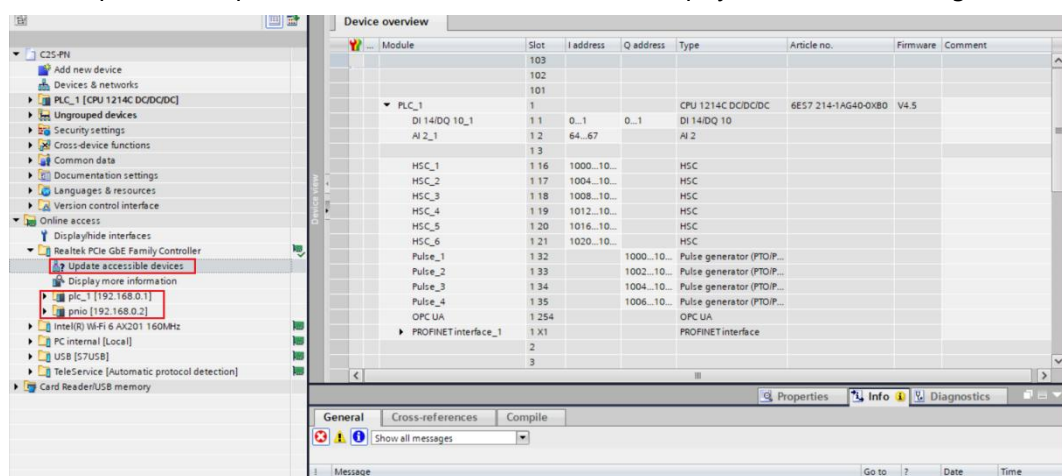 C2S-PN
Add new device
Devices & networks
PLC_1 [CPU 1214C DC/DC/DC]
Ungrouped devices
Security settings
Cross-device functions
Common data
Documentation settings
Languages & resources
Version control interface
Online access
Display/hide interfaces
Realtek PCIe GbE Family Controller
Update accessible devices
Display more information
plc_1 [192.168.0.1]
pnio [192.168.0.2]
Intel(R) Wi-Fi 6 AX201 160MHz
PC internal [Local]
USB [S7USB]
TeleService [Automatic protocol detection]
Card Reader/USB memory
Device view
Device overview
... Module Slot I address Q address Type Article no. Firmware Comment
103
102
101
PLC_1 1 CPU 1214C DC/DC/DC 6ES7 214-1AG40-0XB0 V4.5
DI 14/DQ 10_1 1 1 0...1 0...1 DI 14/DQ 10
AI 2_1 1 2 64...67 AI 2
1 3
HSC_1 1 16 1000...10... HSC
HSC_2 1 17 1004...10... HSC
HSC_3 1 18 1008...10... HSC
HSC_4 1 19 1012...10... HSC
HSC_5 1 20 1016...10... HSC
HSC_6 1 21 1020...10... HSC
Pulse_1 1 32 1000...10... Pulse generator (PTO/P...
Pulse_2 1 33 1002...10... Pulse generator (PTO/P...
Pulse_3 1 34 1004...10... Pulse generator (PTO/P...
Pulse_4 1 35 1006...10... Pulse generator (PTO/P...
OPC UA 1 254 OPC UA
PROFINET interface_1 1 X1 PROFINET interface
2
3
Properties Info Diagnostics
General Cross-references Compile
Show all messages
! Message Go to ? Date Time